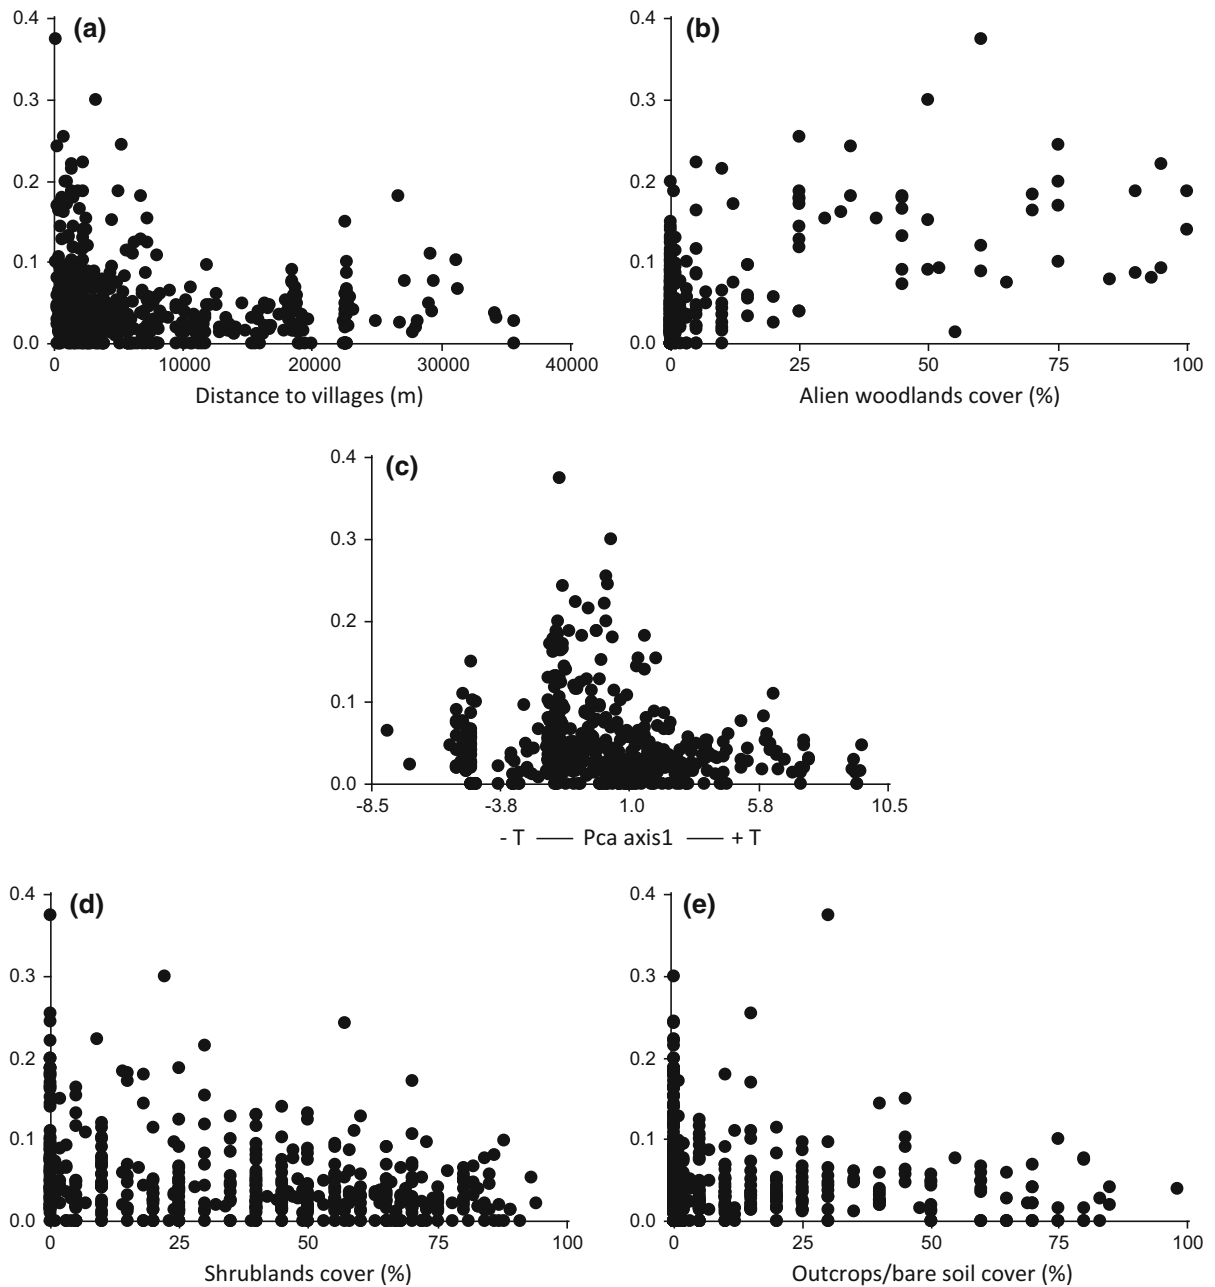 (a)
0.4
0.3
0.2
0.1
0.0
0 10000 20000 30000 40000
Distance to villages (m)
(b)
0.4
0.3
0.2
0.1
0.0
0 25 50 75 100
Alien woodlands cover (%)
(c)
0.4
0.3
0.2
0.1
0.0
-8.5 -3.8 1.0 5.8 10.5
- T —— Pca axis1 —— + T
(d)
0.4
0.3
0.2
0.1
0.0
0 25 50 75 100
Shrublands cover (%)
(e)
0.4
0.3
0.2
0.1
0.0
0 25 50 75 100
Outcrops/bare soil cover (%)